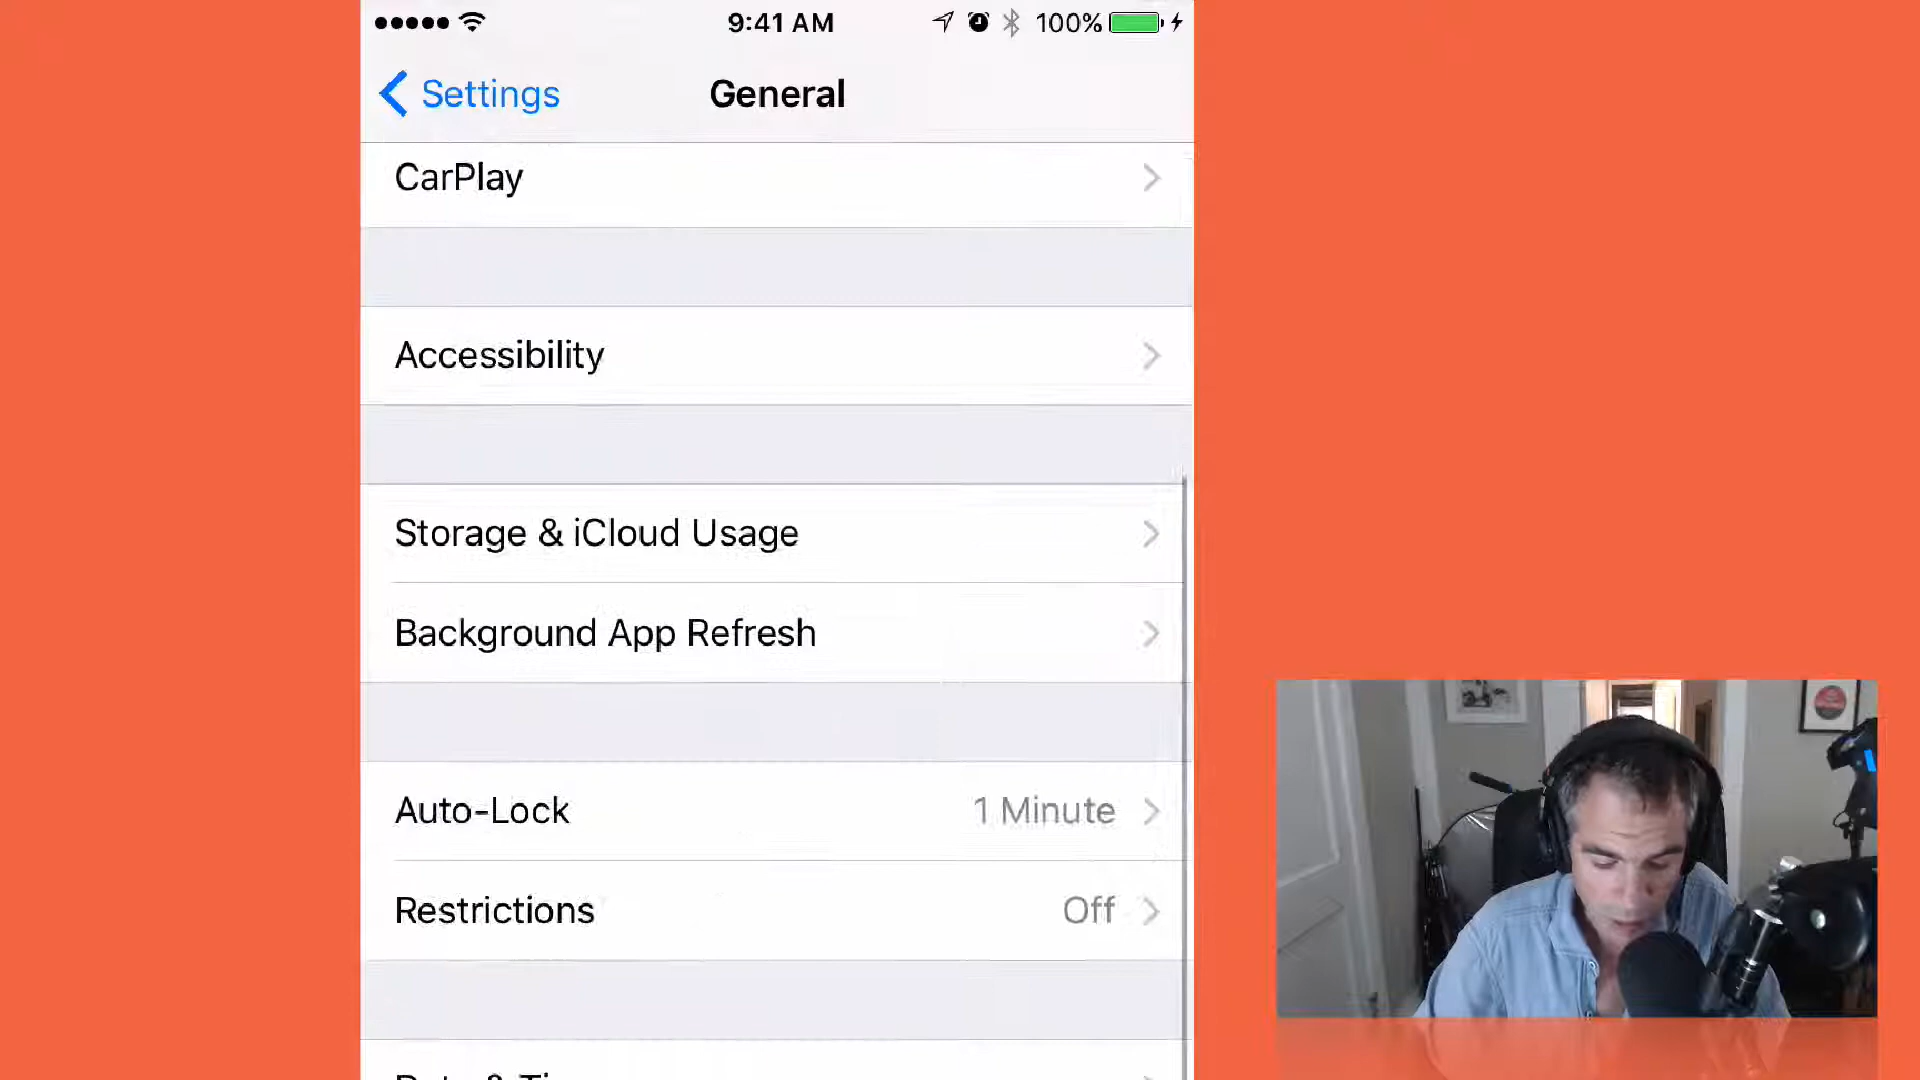 9:41 AM
100%
Settings
General
CarPlay
Accessibility
Storage & iCloud Usage
Background App Refresh
Auto-Lock 1 Minute
Restrictions Off